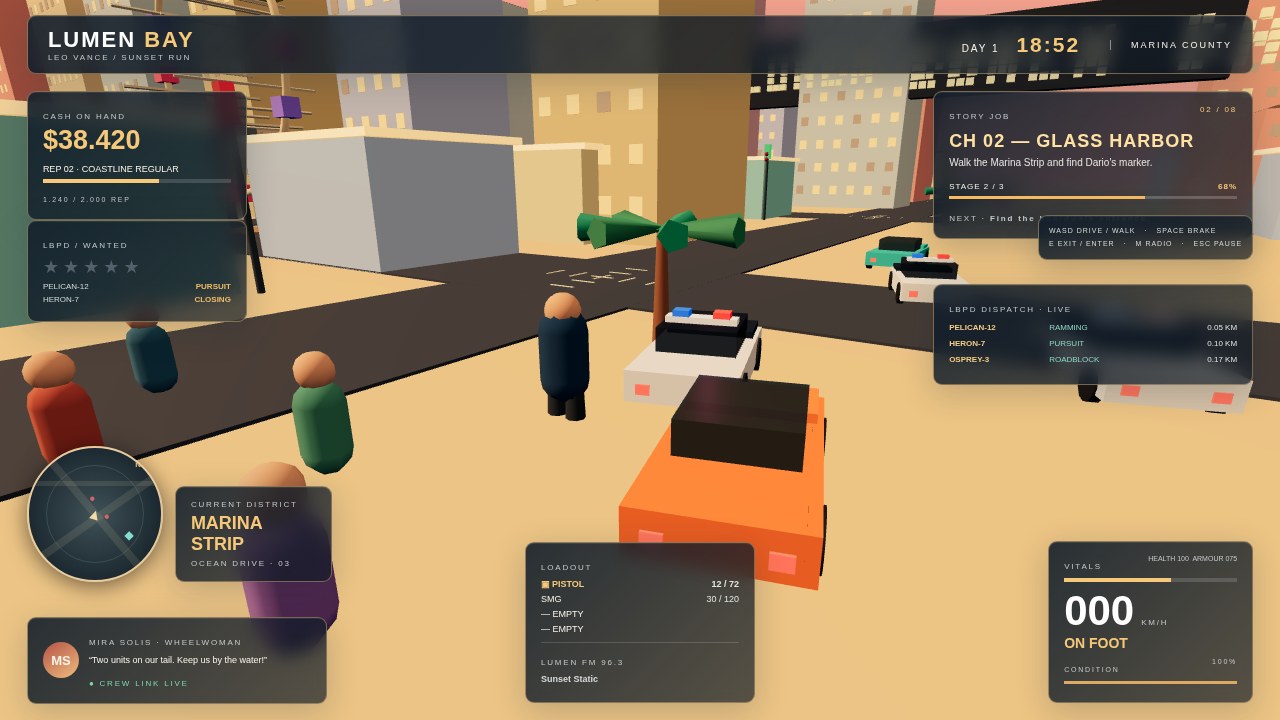 LUMEN BAY
LEO VANCE / SUNSET RUN
DAY 1 18:52 | MARINA COUNTY
CASH ON HAND
$38.420
REP 02 · COASTLINE REGULAR
1.240 / 2.000 REP
LBPD / WANTED
★★★★★
PELICAN-12 PURSUIT
HERON-7 CLOSING
02 / 08
STORY JOB
CH 02 — GLASS HARBOR
Walk the Marina Strip and find Dario's marker.
STAGE 2 / 3 68%
NEXT · Find the
WASD DRIVE / WALK · SPACE BRAKE
E EXIT / ENTER · M RADIO · ESC PAUSE
LBPD DISPATCH · LIVE
PELICAN-12 RAMMING 0.05 KM
HERON-7 PURSUIT 0.10 KM
OSPREY-3 ROADBLOCK 0.17 KM
CURRENT DISTRICT
MARINA
STRIP
OCEAN DRIVE · 03
MS
MIRA SOLIS · WHEELWOMAN
“Two units on our tail. Keep us by the water!”
● CREW LINK LIVE
LOADOUT
▣ PISTOL 12 / 72
SMG 30 / 120
— EMPTY
— EMPTY
LUMEN FM 96.3
Sunset Static
HEALTH 100 ARMOUR 075
VITALS
000 KM/H
ON FOOT
100%
CONDITION